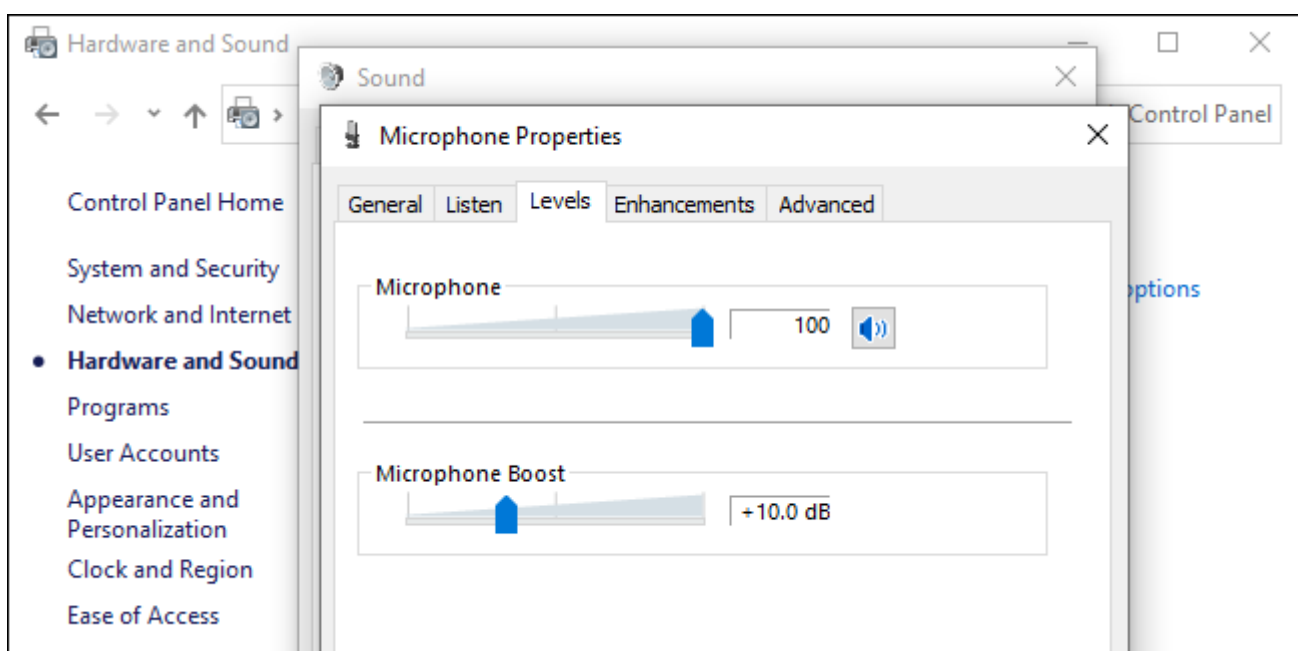 Hardware and Sound
Sound
Control Panel
Microphone Properties
Control Panel Home
General Listen Levels Enhancements Advanced
System and Security
Microphone
options
Network and Internet
100
Hardware and Sound
Programs
User Accounts
Microphone Boost
Appearance and
Personalization
+10.0 dB
Clock and Region
Ease of Access